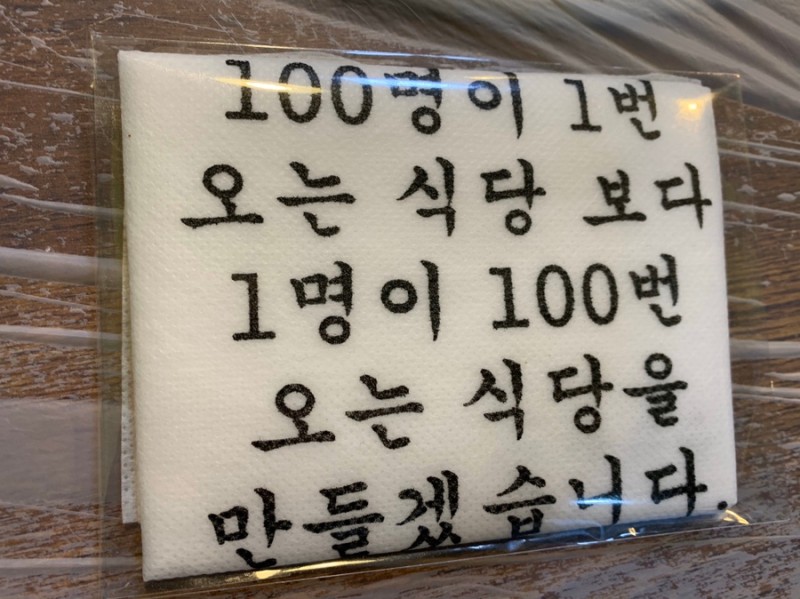 100명이 1번
오는 식당 보다
1명이 100번
오는 식당을
만들겠습니다.